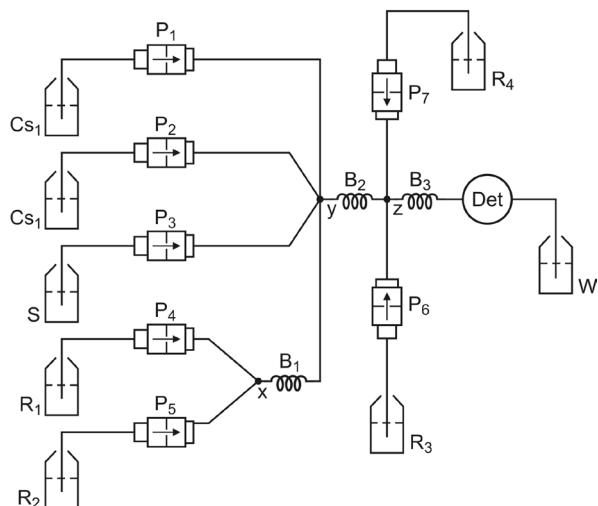 P₁
Cs₁
P₂
Cs₁
P₃
S
P₄
R₁
P₅
R₂
x
B₁
y
B₂
z
B₃
P₇
R₄
Det
W
P₆
R₃